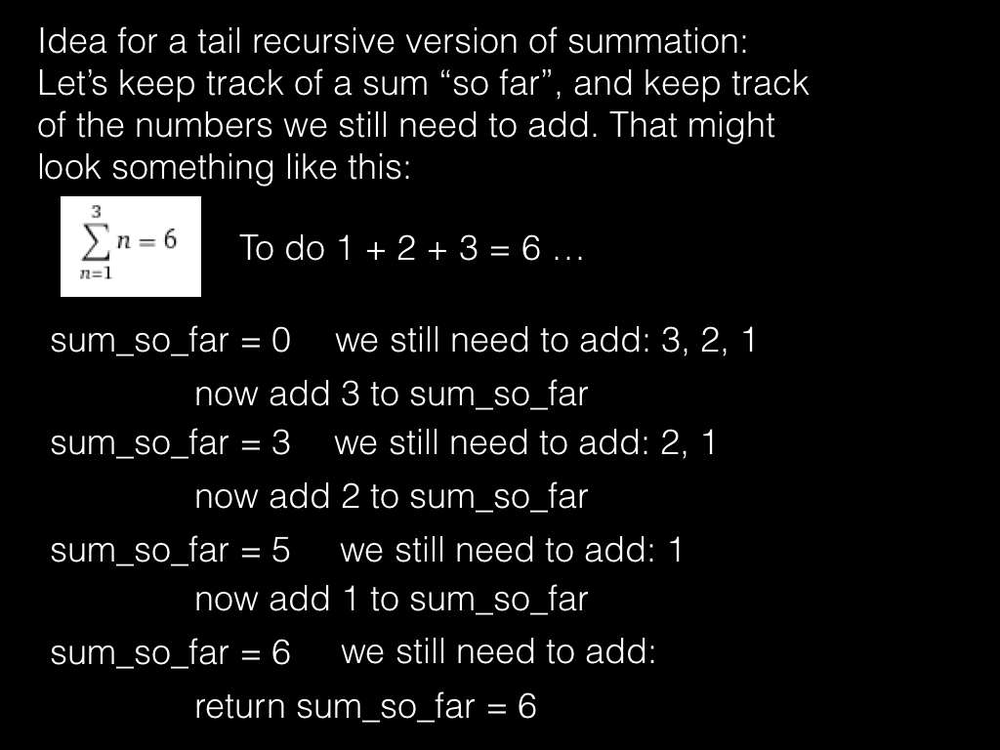 Idea for a tail recursive version of summation:
Let’s keep track of a sum “so far”, and keep track
of the numbers we still need to add. That might
look something like this:
3
∑ n = 6
n=1
To do 1 + 2 + 3 = 6 …
sum_so_far = 0 we still need to add: 3, 2, 1
now add 3 to sum_so_far
sum_so_far = 3 we still need to add: 2, 1
now add 2 to sum_so_far
sum_so_far = 5 we still need to add: 1
now add 1 to sum_so_far
sum_so_far = 6 we still need to add:
return sum_so_far = 6